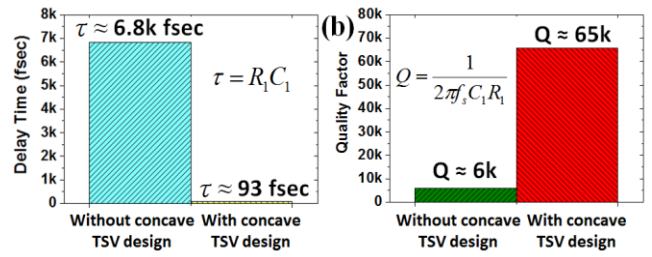 8k
7k
6k
5k
4k
3k
2k
1k
0
Delay Time (fsec)
τ ≈ 6.8k fsec
τ = R₁C₁
τ ≈ 93 fsec
Without concave
TSV design
With concave
TSV design
(b)
80k
70k
60k
50k
40k
30k
20k
10k
0
Quality Factor
Q ≈ 65k
Q = 1 / 2πfₛC₁R₁
Q ≈ 6k
Without concave
TSV design
With concave
TSV design